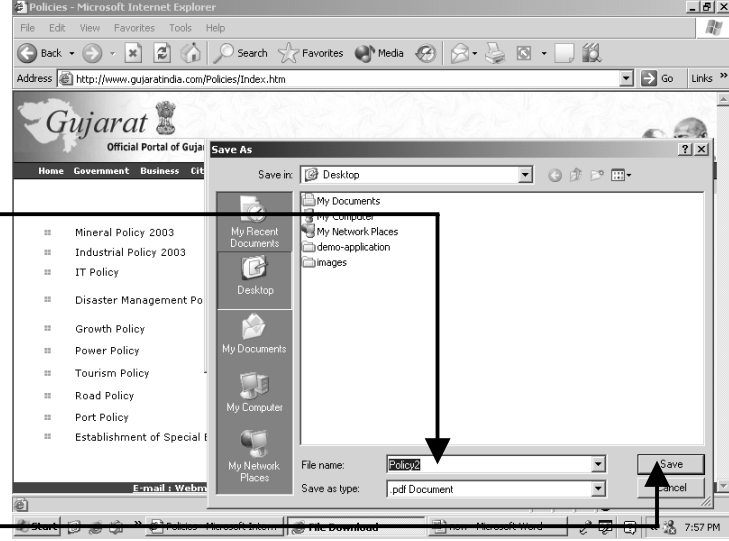 Policies - Microsoft Internet Explorer
File Edit View Favorites Tools Help
Back Search Favorites Media
Address http://www.gujaratindia.com/Policies/Index.htm Go Links »
Gujarat
Official Portal of Guja
Home Government Business Cit
Mineral Policy 2003
Industrial Policy 2003
IT Policy
Disaster Management Po
Growth Policy
Power Policy
Tourism Policy
Road Policy
Port Policy
Establishment of Special E
E-mail : Webm
Save As
Save in: Desktop
My Recent
Documents
Desktop
My Documents
My Computer
My Network
Places
My Documents
My Computer
My Network Places
demo-application
images
File name: Policy2 Save
Save as type: .pdf Document Cancel
Start » Policies - Microsoft Intern File Download now - Microsoft Word « 7:57 PM